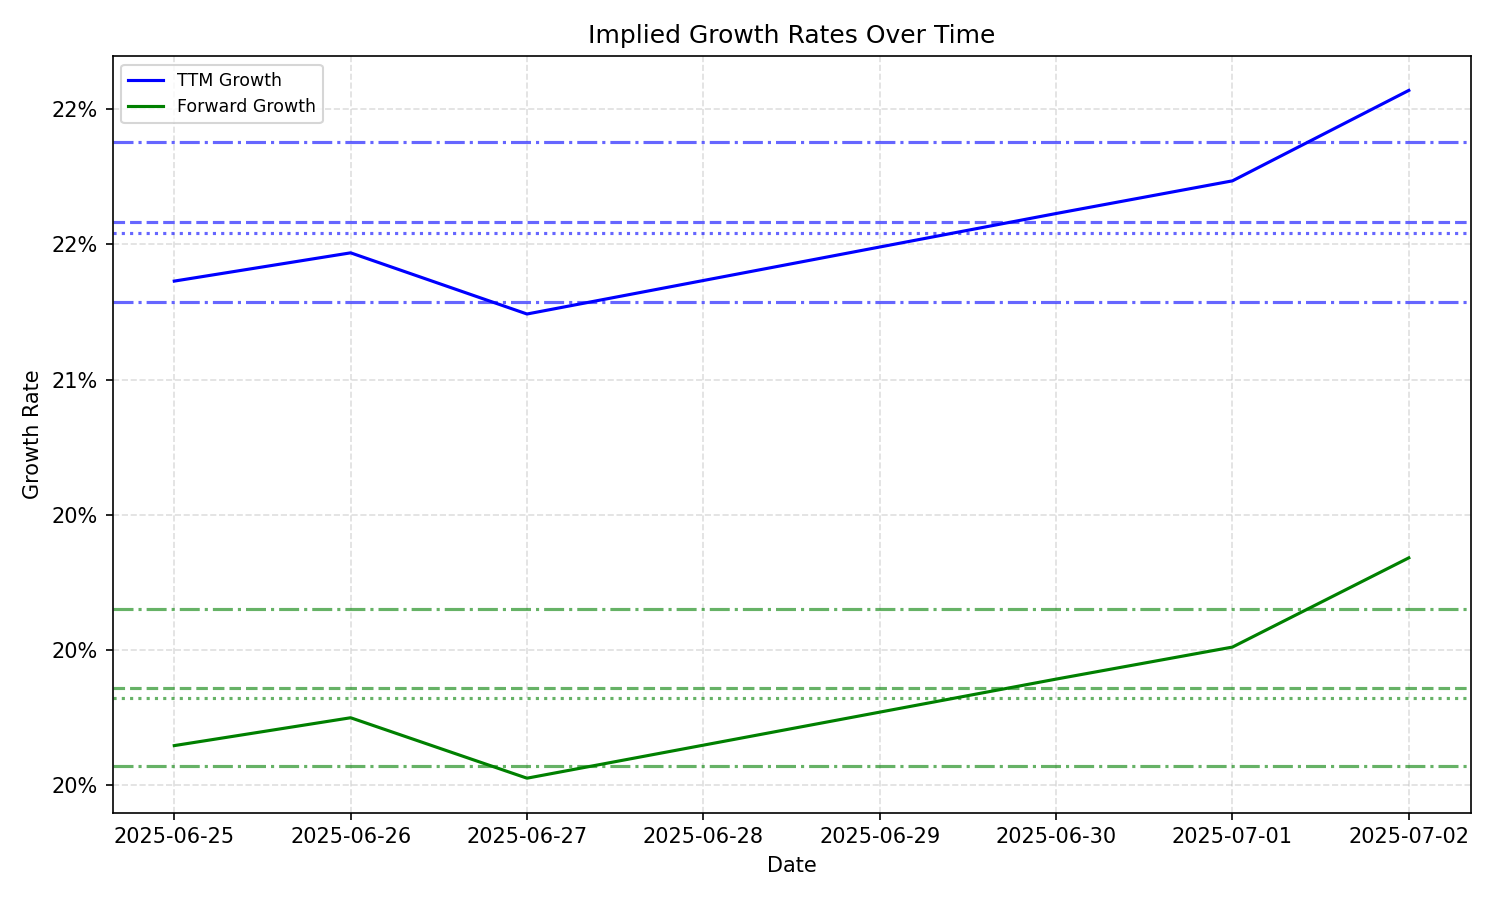 Implied Growth Rates Over Time
TTM Growth
Forward Growth
22%
22%
21%
20%
20%
20%
Growth Rate
2025-06-25
2025-06-26
2025-06-27
2025-06-28
2025-06-29
2025-06-30
2025-07-01
2025-07-02
Date